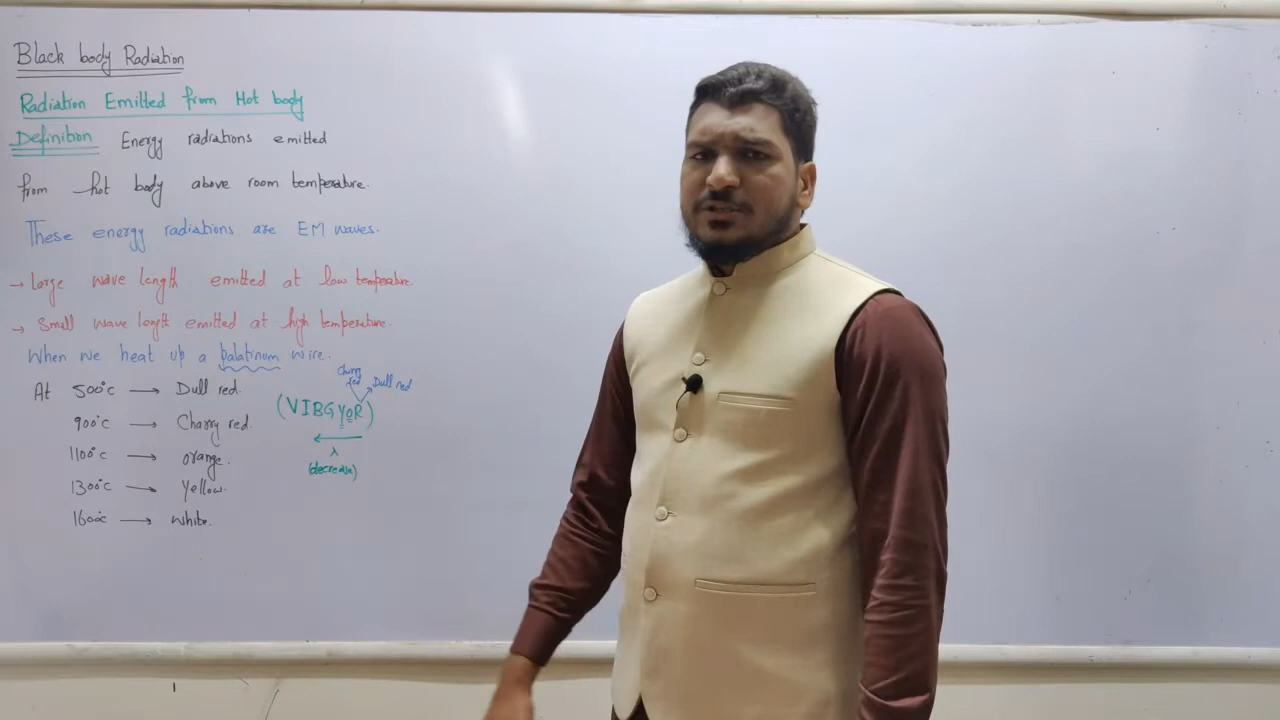 Black body Radiation
Radiation Emitted from Hot body
Definition Energy radiations emitted
from hot body above room temperature.
These energy radiations are EM waves.
→ Large wave length emitted at low temperature.
→ Small wave length emitted at high temperature.
When we heat up a palatinum wire.
At 500°c → Dull red.
900°c → Charry red.
1100°c → orange.
1300°c → Yellow.
1600°c → White.
Charry red
Dull red
(VIBGYoR)
←
λ
(decrease)